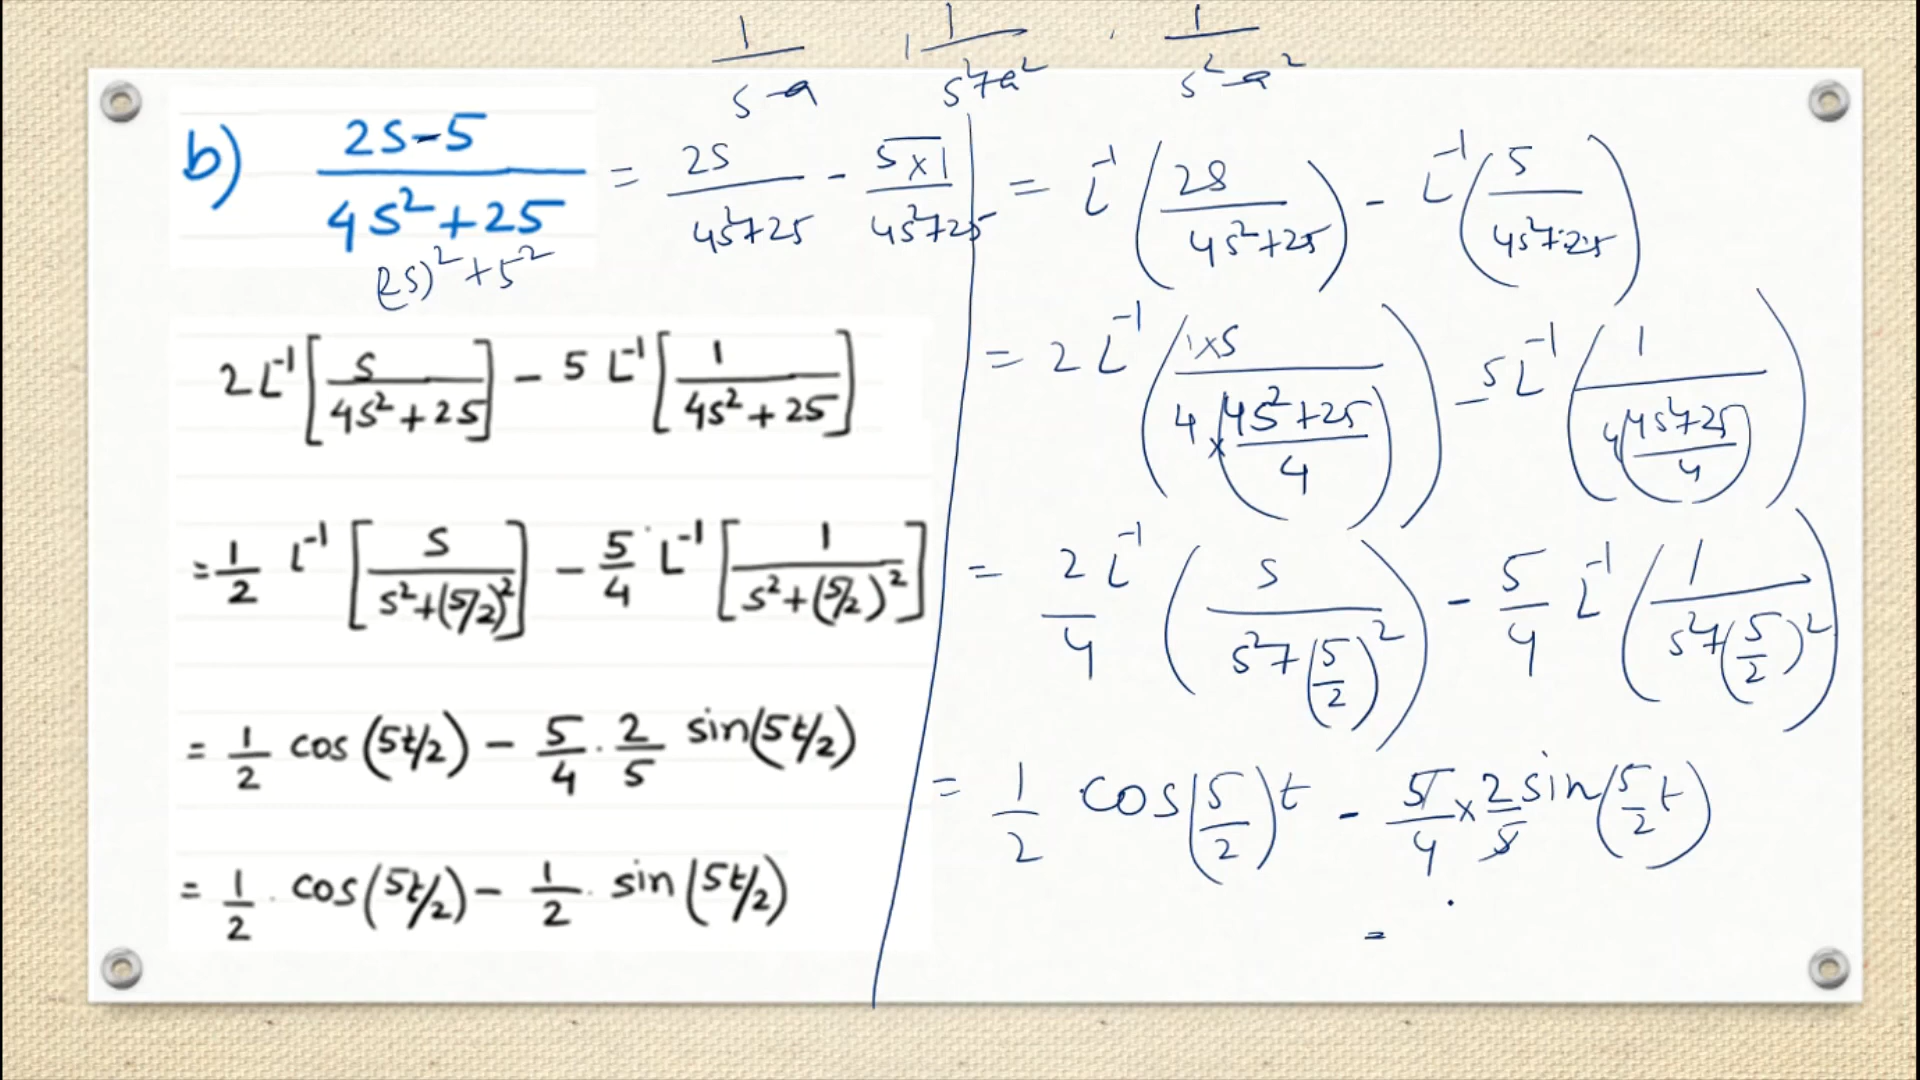 1/(s-a) , 1/(s²+a²) , 1/(s²-a²)
b) (2s-5)/(4s²+25) = 2s/(4s²+25) - (5×1)/(4s²+25)
(2s)²+5²
2L⁻¹[s/(4s²+25)] - 5L⁻¹[1/(4s²+25)]
= 1/2 L⁻¹[s/(s²+(5/2)²)] - 5/4 L⁻¹[1/(s²+(5/2)²)]
= 1/2 cos(5t/2) - 5/4 · 2/5 sin(5t/2)
= 1/2 · cos(5t/2) - 1/2 · sin(5t/2)
= L⁻¹(2s/(4s²+25)) - L⁻¹(5/(4s²+25))
= 2L⁻¹((1×s)/(4×((4s²+25)/4))) - 5L⁻¹(1/(4((4s²+25)/4)))
= 2/4 L⁻¹(s/(s²+(5/2)²)) - 5/4 L⁻¹(1/(s²+(5/2)²))
= 1/2 cos(5/2)t - 5/4 × 2/5 sin(5/2 t)
=